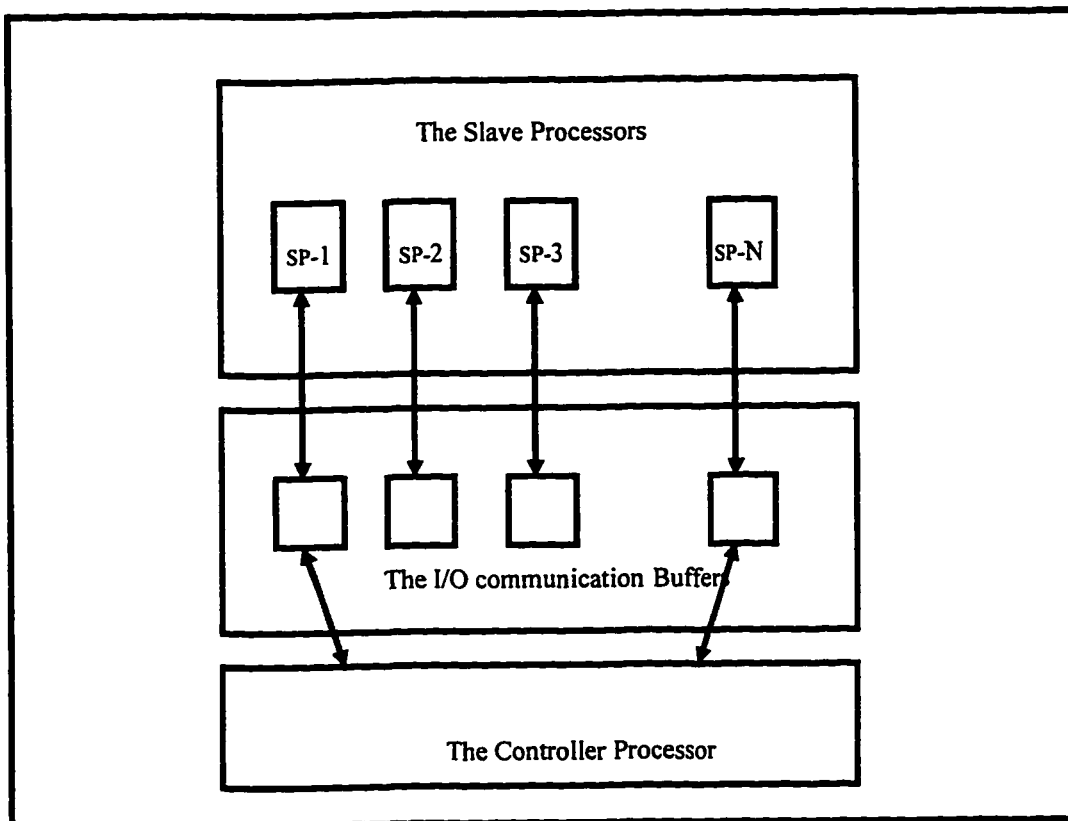 The Slave Processors
SP-1 SP-2 SP-3 SP-N
The I/O communication Buffers
The Controller Processor